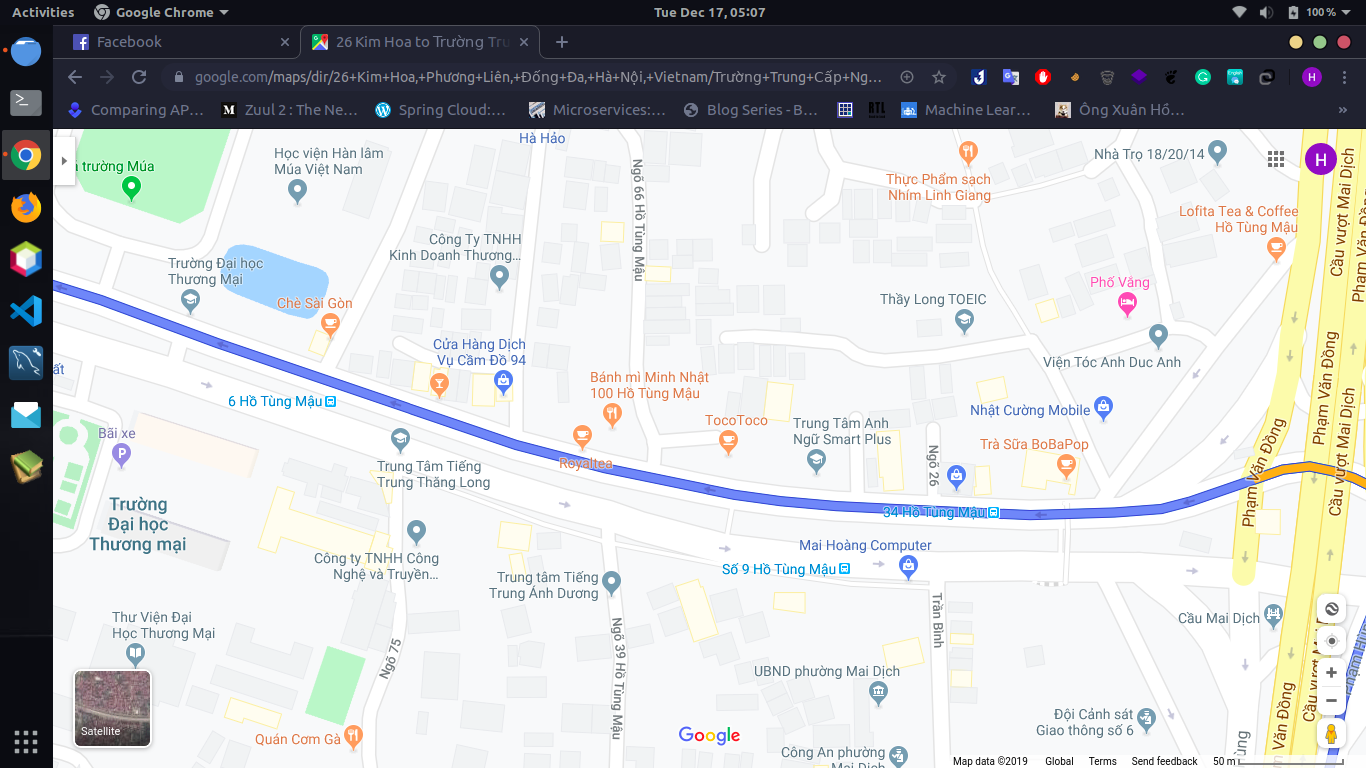 Activities
Google Chrome
Tue Dec 17, 05:07
100 %
Facebook
26 Kim Hoa to Trường Tru
google.com/maps/dir/26+Kim+Hoa,+Phương+Liên,+Đống+Đa,+Hà+Nội,+Vietnam/Trường+Trung+Cấp+Ng...
H
Comparing AP...
Zuul 2 : The Ne...
Spring Cloud:...
Microservices:...
Blog Series - B...
BTL
Machine Lear...
Ông Xuân Hồ...
»
Hà Hảo
à trường Múa
Học viện Hàn lâm
Múa Việt Nam
Ngõ 66 Hồ Tùng Mậu
Thực Phẩm sạch
Nhím Linh Giang
Nhà Trọ 18/20/14
H
Lofita Tea & Coffee
Hồ Tùng Mậu
Cầu vượt Mai Dịch
Phạm Văn Đồng
Công Ty TNHH
Kinh Doanh Thương...
Trường Đại học
Thương Mại
Chè Sài Gòn
Phố Vắng
Thầy Long TOEIC
Viện Tóc Anh Duc Anh
Cửa Hàng Dịch
Vụ Cầm Đồ 94
ất
6 Hồ Tùng Mậu
Bánh mì Minh Nhật
100 Hồ Tùng Mậu
TocoToco
Trung Tâm Anh
Ngữ Smart Plus
Nhật Cường Mobile
Trà Sữa BoBaPop
Phạm Văn Đồng
Cầu vượt Mai Dịch
Phạm Văn Đồng
Bãi xe
P
Royaltea
Trung Tâm Tiếng
Trung Thăng Long
Ngõ 26
Trường
Đại học
Thương mại
34 Hồ Tùng Mậu
Mai Hoàng Computer
Số 9 Hồ Tùng Mậu
Công ty TNHH Công
Nghệ và Truyền...
Trung tâm Tiếng
Trung Ánh Dương
Trần Bình
Thư Viện Đại
Học Thương Mại
Cầu Mai Dịch
Ngõ 75
Ngõ 39 Hồ Tùng Mậu
UBND phường Mai Dịch
Satellite
Quán Cơm Gà
Google
Công An phường
Mai Dịch
Đội Cảnh sát
Giao thông số 6
Map data ©2019
Global
Terms
Send feedback
50 m